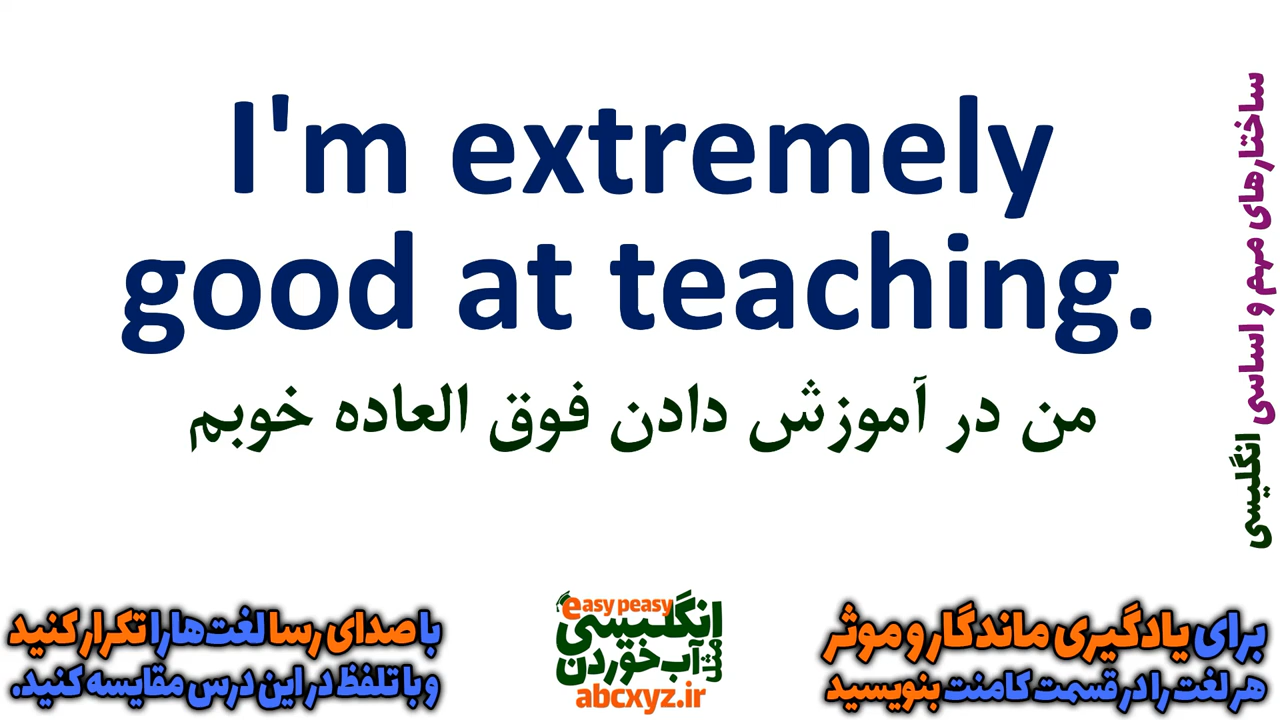 I'm extremely
good at teaching.
من در آموزش دادن فوق العاده خوبم
ساختارهای مهم و اساسی انگلیسی
برای یادگیری ماندگار و موثر
هر لغت را در قسمت کامنت بنویسید
easy peasy
انگلیسی
مثل آب خوردن
abcxyz.ir
با صدای رسا لغت‌ها را تکرار کنید
و با تلفظ در این درس مقایسه کنید.